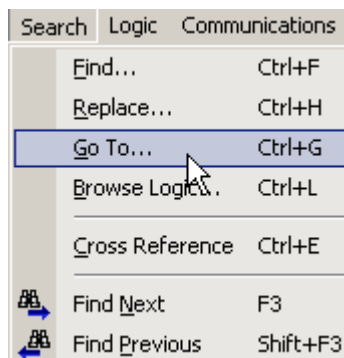 Search Logic Communications
Find... Ctrl+F
Replace... Ctrl+H
Go To... Ctrl+G
Browse Logic... Ctrl+L
Cross Reference Ctrl+E
Find Next F3
Find Previous Shift+F3